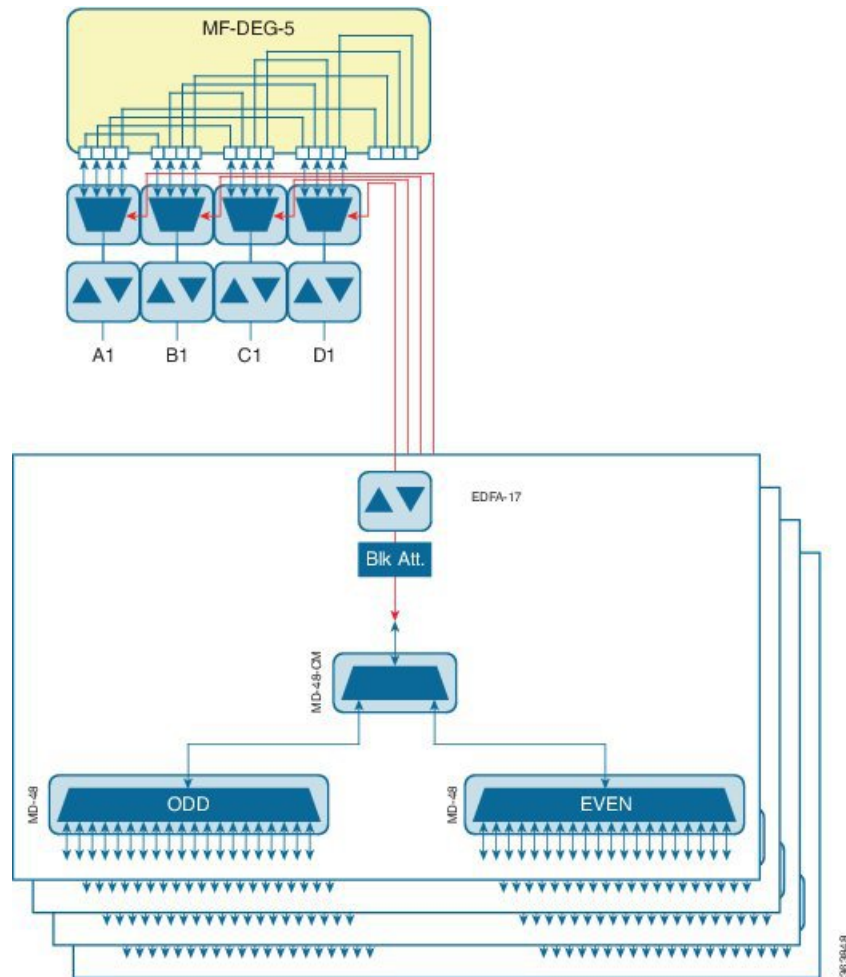 MF-DEG-5
A1 B1 C1 D1
EDFA-17
Blk Att.
MD-48-CM
MD-48
ODD
MD-48
EVEN